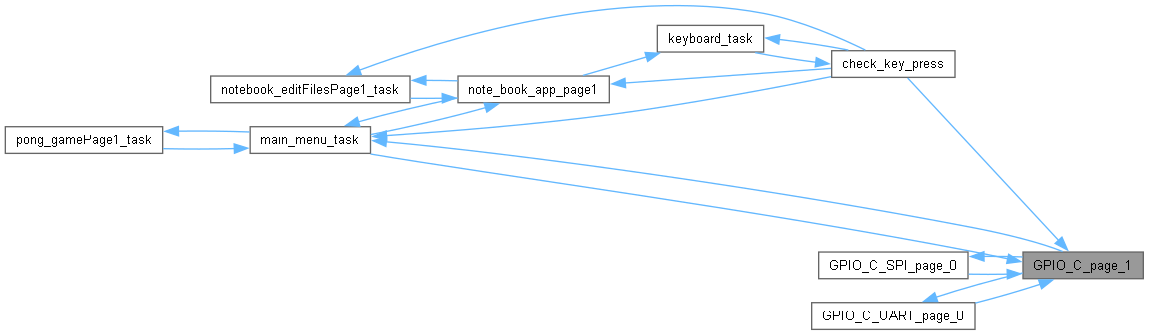 keyboard_task
check_key_press
notebook_editFilesPage1_task
note_book_app_page1
pong_gamePage1_task
main_menu_task
GPIO_C_SPI_page_0
GPIO_C_page_1
GPIO_C_UART_page_0